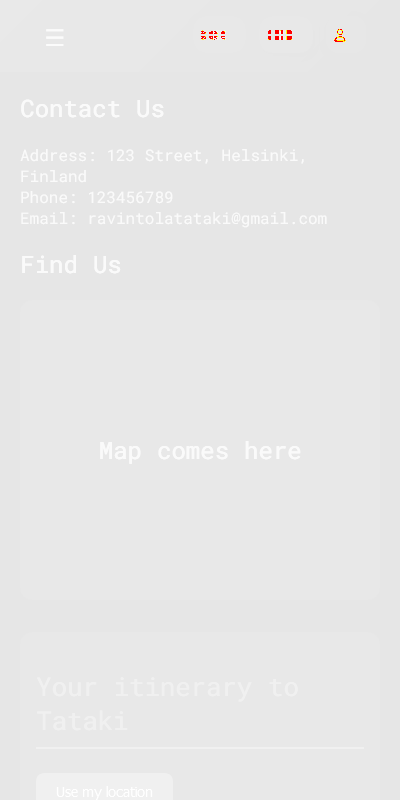 ☰
Contact Us
Address: 123 Street, Helsinki,
Finland
Phone: 123456789
Email: ravintolatataki@gmail.com
Find Us
Map comes here
Your itinerary to
Tataki
Use my location